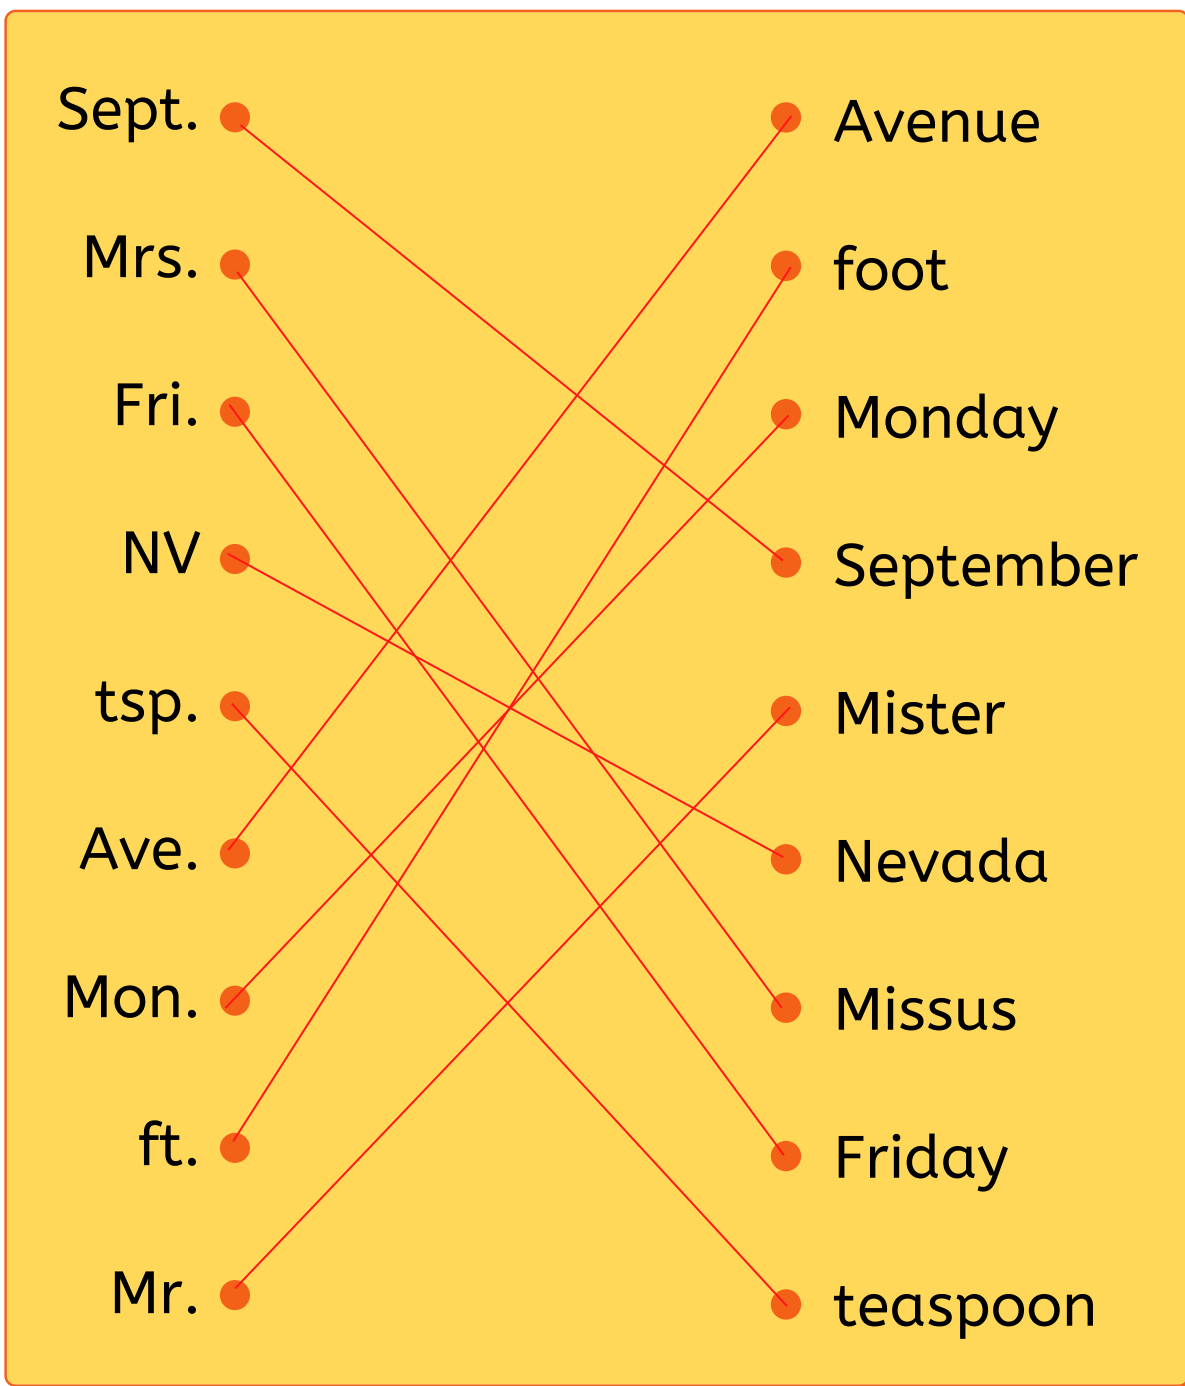 Sept. Avenue
Mrs. foot
Fri. Monday
NV September
tsp. Mister
Ave. Nevada
Mon. Missus
ft. Friday
Mr. teaspoon